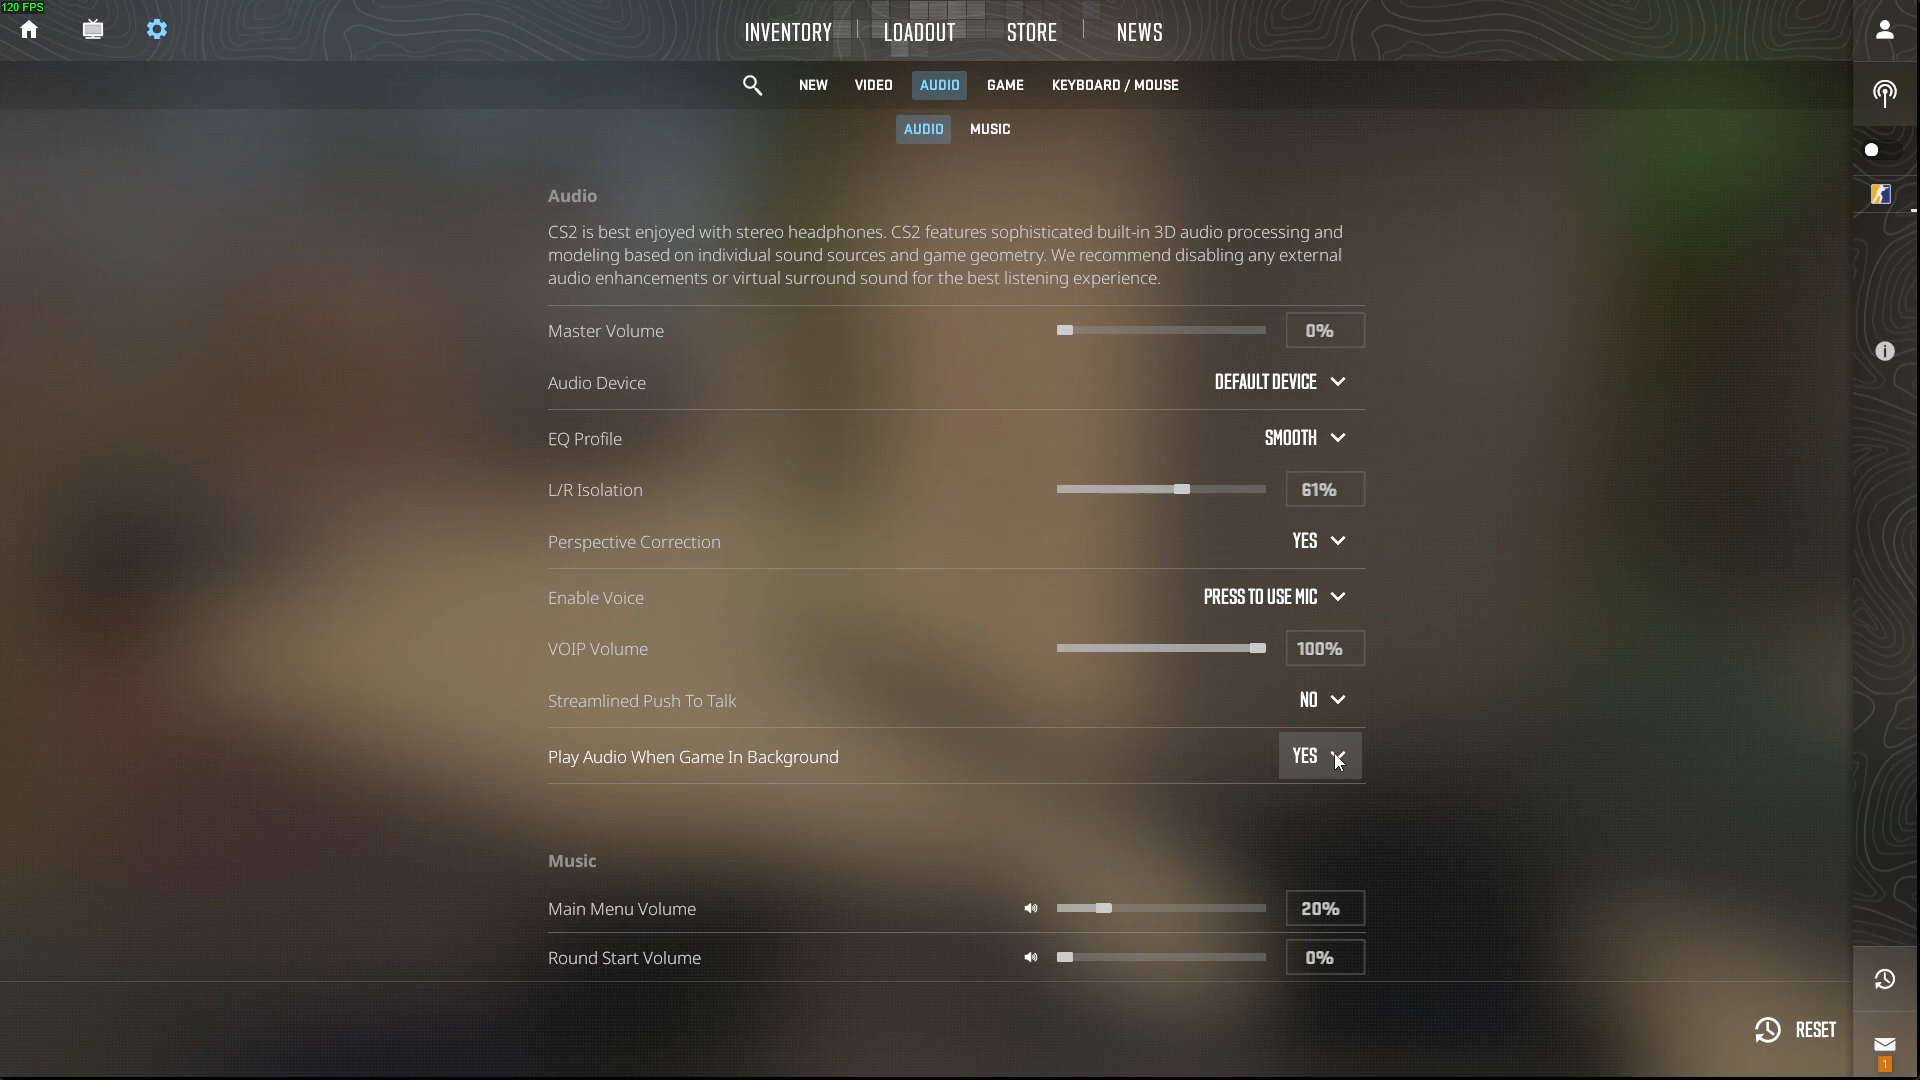 120 FPS
INVENTORY LOADOUT STORE NEWS
NEW VIDEO AUDIO GAME KEYBOARD / MOUSE
AUDIO MUSIC
Audio
CS2 is best enjoyed with stereo headphones. CS2 features sophisticated built-in 3D audio processing and
modeling based on individual sound sources and game geometry. We recommend disabling any external
audio enhancements or virtual surround sound for the best listening experience.
Master Volume 0%
Audio Device DEFAULT DEVICE
EQ Profile SMOOTH
L/R Isolation 61%
Perspective Correction YES
Enable Voice PRESS TO USE MIC
VOIP Volume 100%
Streamlined Push To Talk NO
Play Audio When Game In Background YES
Music
Main Menu Volume 20%
Round Start Volume 0%
RESET
1